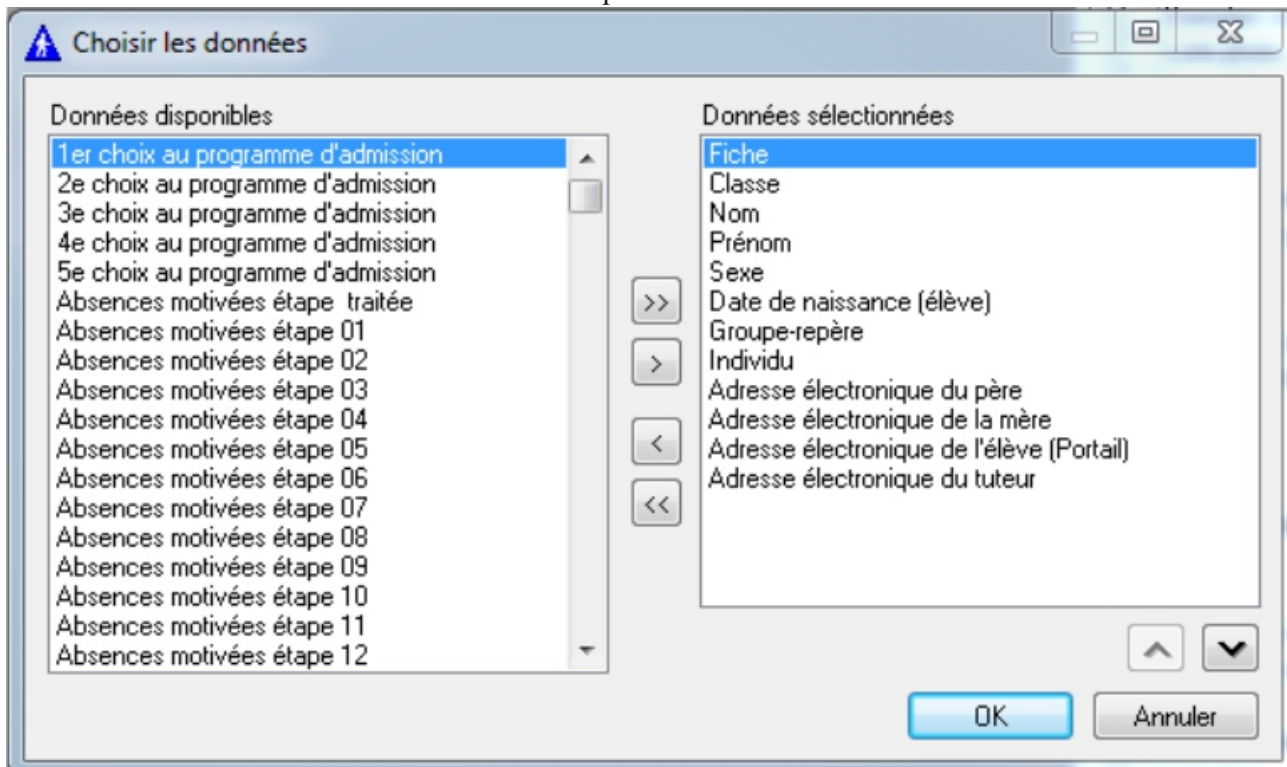 Choisir les données
Données disponibles
1er choix au programme d'admission
2e choix au programme d'admission
3e choix au programme d'admission
4e choix au programme d'admission
5e choix au programme d'admission
Absences motivées étape  traitée
Absences motivées étape 01
Absences motivées étape 02
Absences motivées étape 03
Absences motivées étape 04
Absences motivées étape 05
Absences motivées étape 06
Absences motivées étape 07
Absences motivées étape 08
Absences motivées étape 09
Absences motivées étape 10
Absences motivées étape 11
Absences motivées étape 12
>>
>
<
<<
Données sélectionnées
Fiche
Classe
Nom
Prénom
Sexe
Date de naissance (élève)
Groupe-repère
Individu
Adresse électronique du père
Adresse électronique de la mère
Adresse électronique de l'élève (Portail)
Adresse électronique du tuteur
OK
Annuler